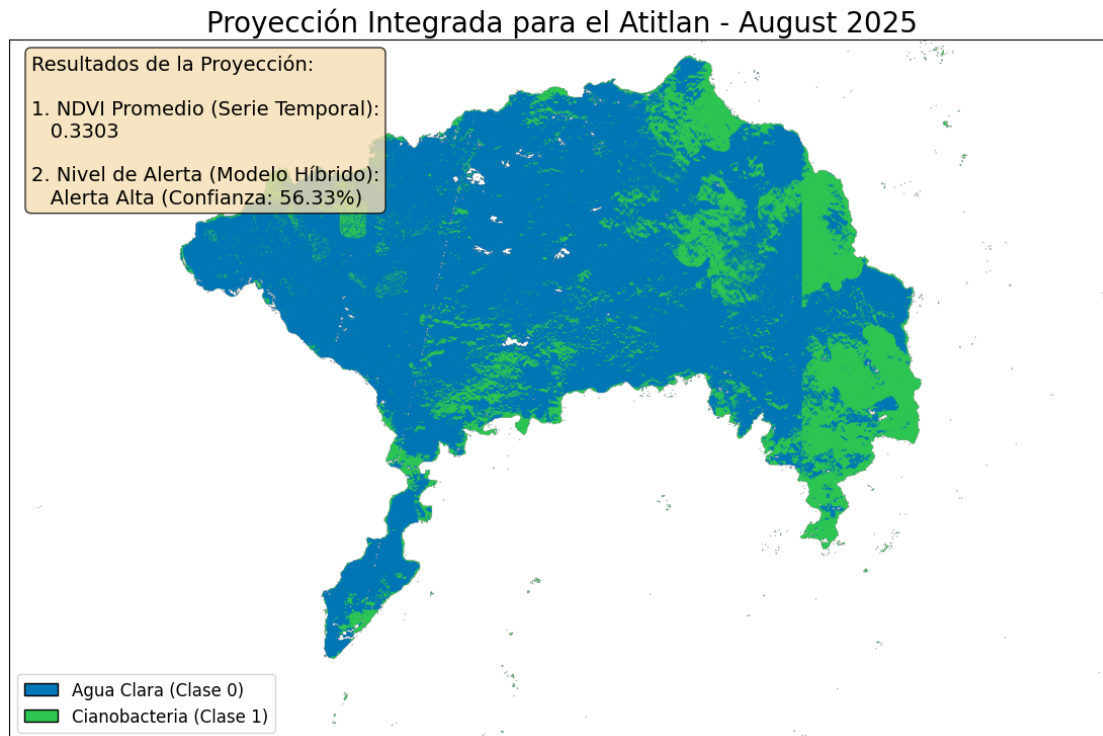 Proyección Integrada para el Atitlan - August 2025
Resultados de la Proyección:
1. NDVI Promedio (Serie Temporal):
0.3303
2. Nivel de Alerta (Modelo Híbrido):
Alerta Alta (Confianza: 56.33%)
Agua Clara (Clase 0)
Cianobacteria (Clase 1)